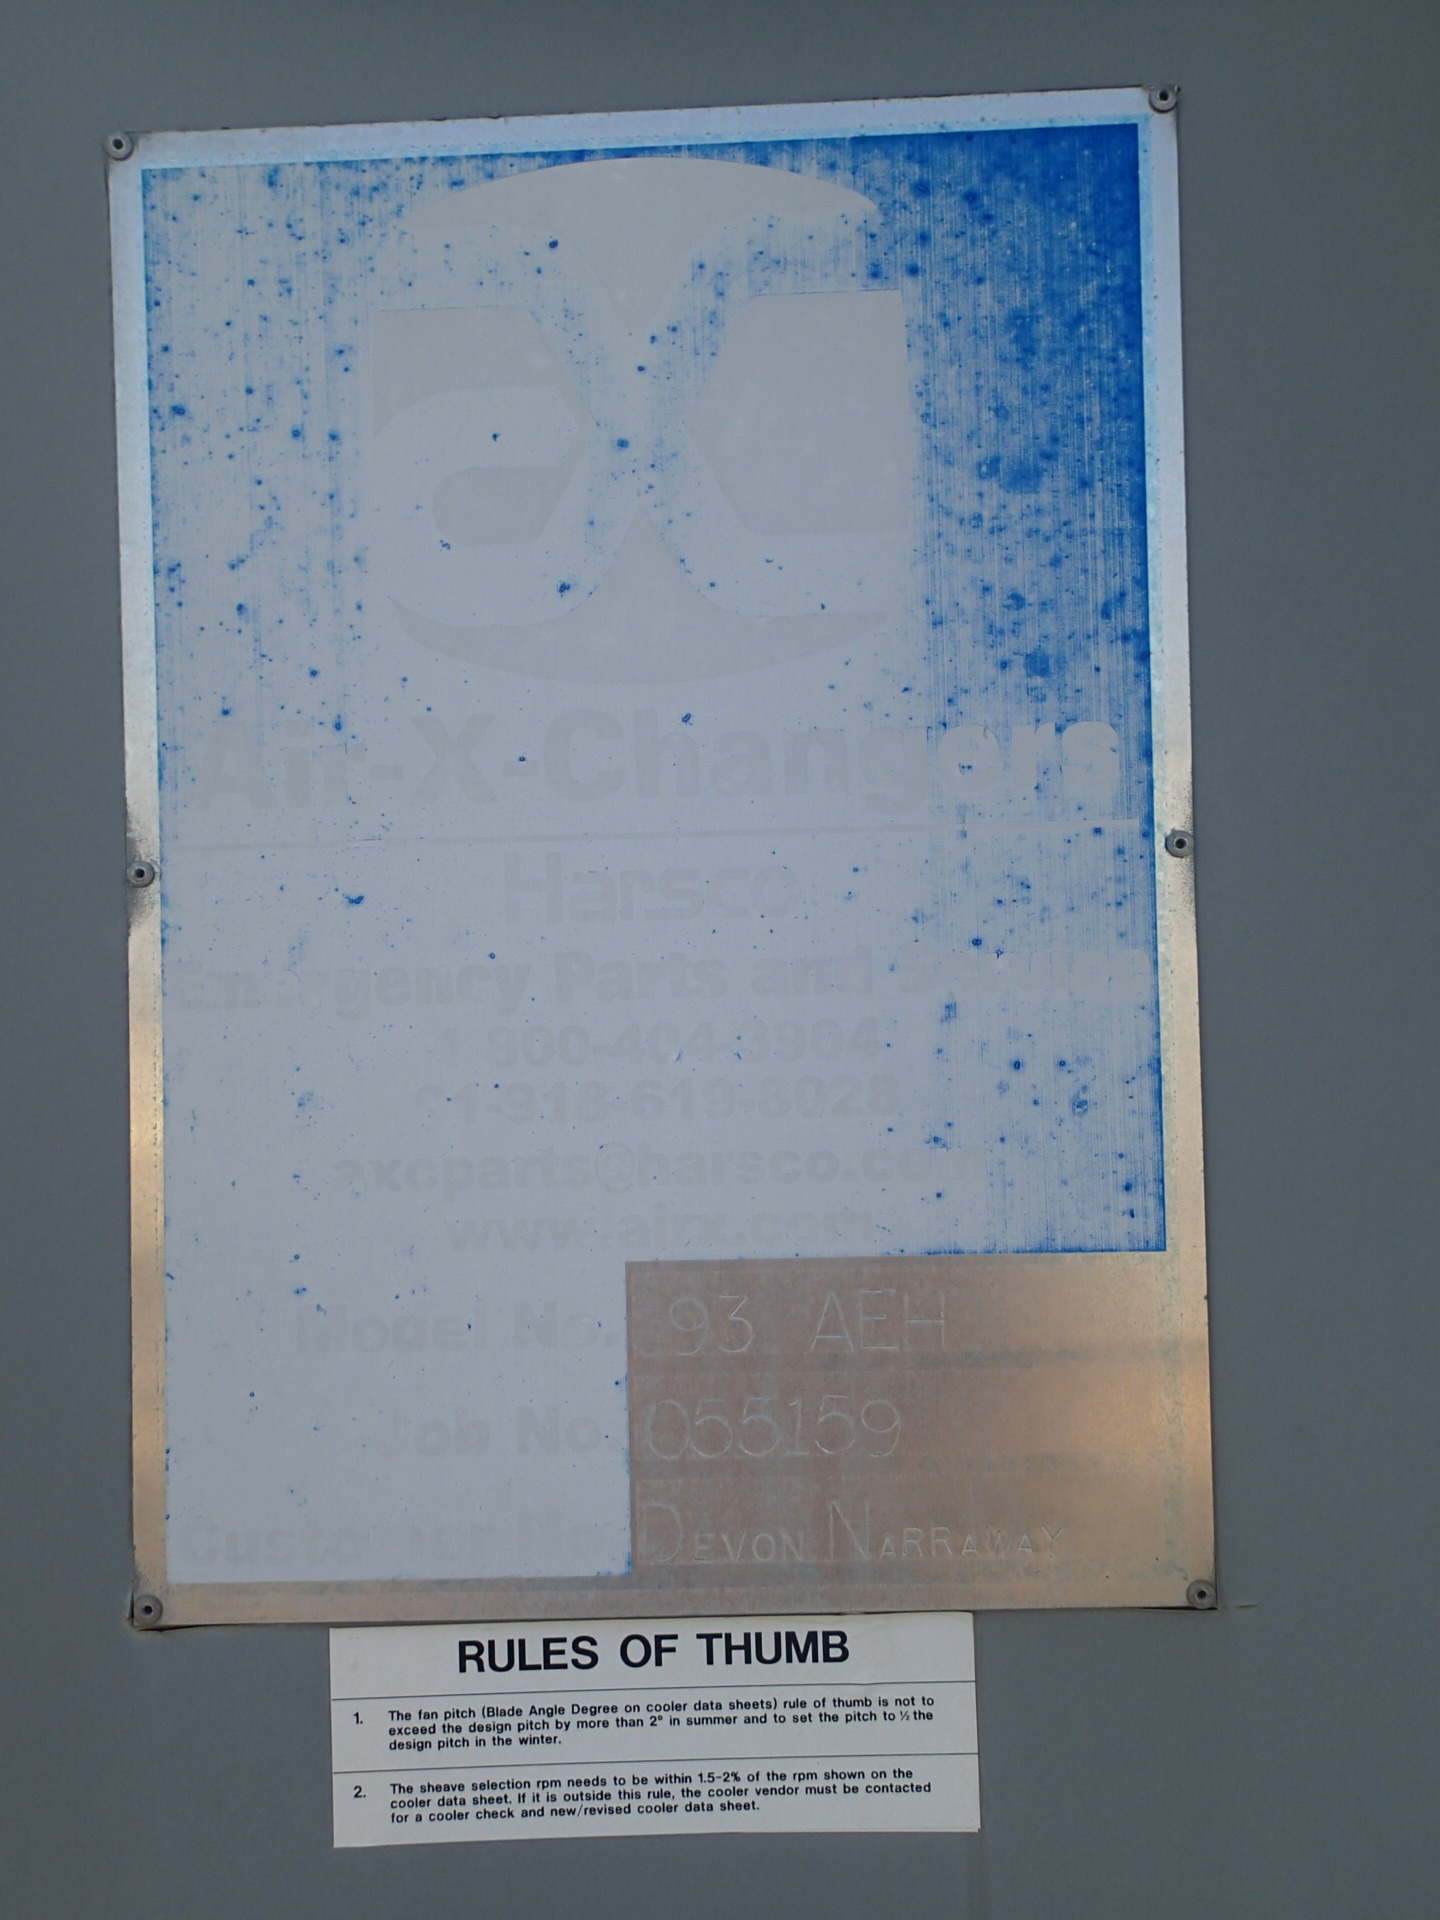 aX
Air-X-Changers
Harsco
Emergency Parts and Service
1-800-404-3904
01-918-619-8028
axcparts@harsco.com
www.airx.com
Model No. 93 AEH
Job No. 055159
Customer No. DEVON NARRAWAY
RULES OF THUMB
1. The fan pitch (Blade Angle Degree on cooler data sheets) rule of thumb is not to
exceed the design pitch by more than 2° in summer and to set the pitch to ½ the
design pitch in the winter.
2. The sheave selection rpm needs to be within 1.5-2% of the rpm shown on the
cooler data sheet. If it is outside this rule, the cooler vendor must be contacted
for a cooler check and new/revised cooler data sheet.